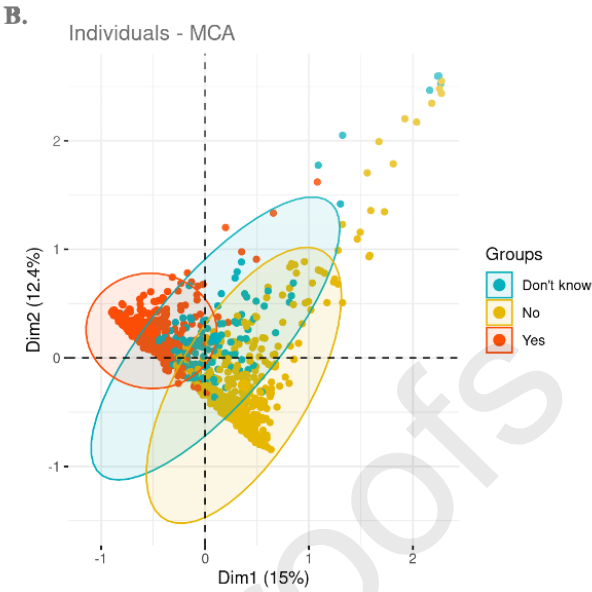 B.
Individuals - MCA
2
1
0
-1
Dim2 (12.4%)
-1
0
1
2
Dim1 (15%)
Groups
Don't know
No
Yes
oofs